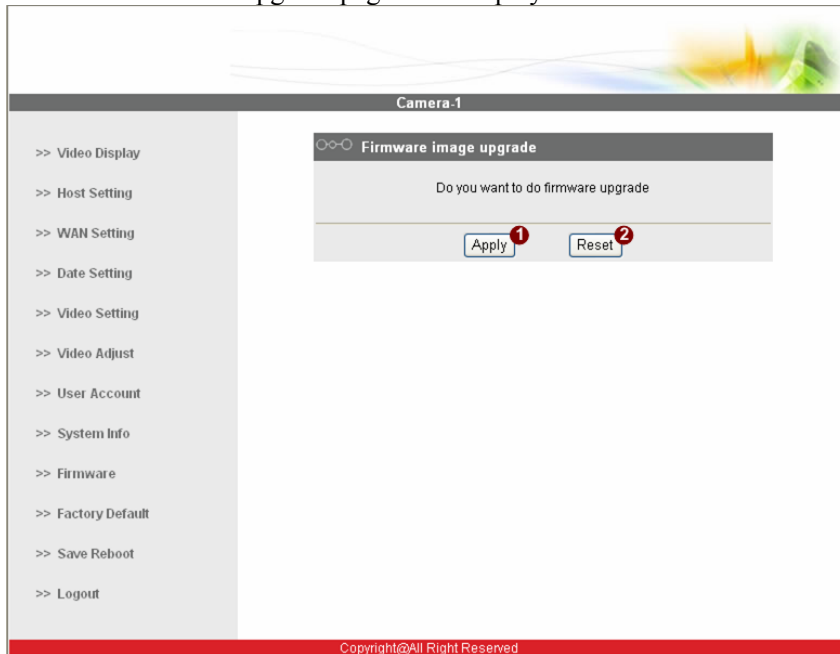 Camera-1
>> Video Display
>> Host Setting
>> WAN Setting
>> Date Setting
>> Video Setting
>> Video Adjust
>> User Account
>> System Info
>> Firmware
>> Factory Default
>> Save Reboot
>> Logout
Firmware image upgrade
Do you want to do firmware upgrade
Apply 1 Reset 2
Copyright@All Right Reserved